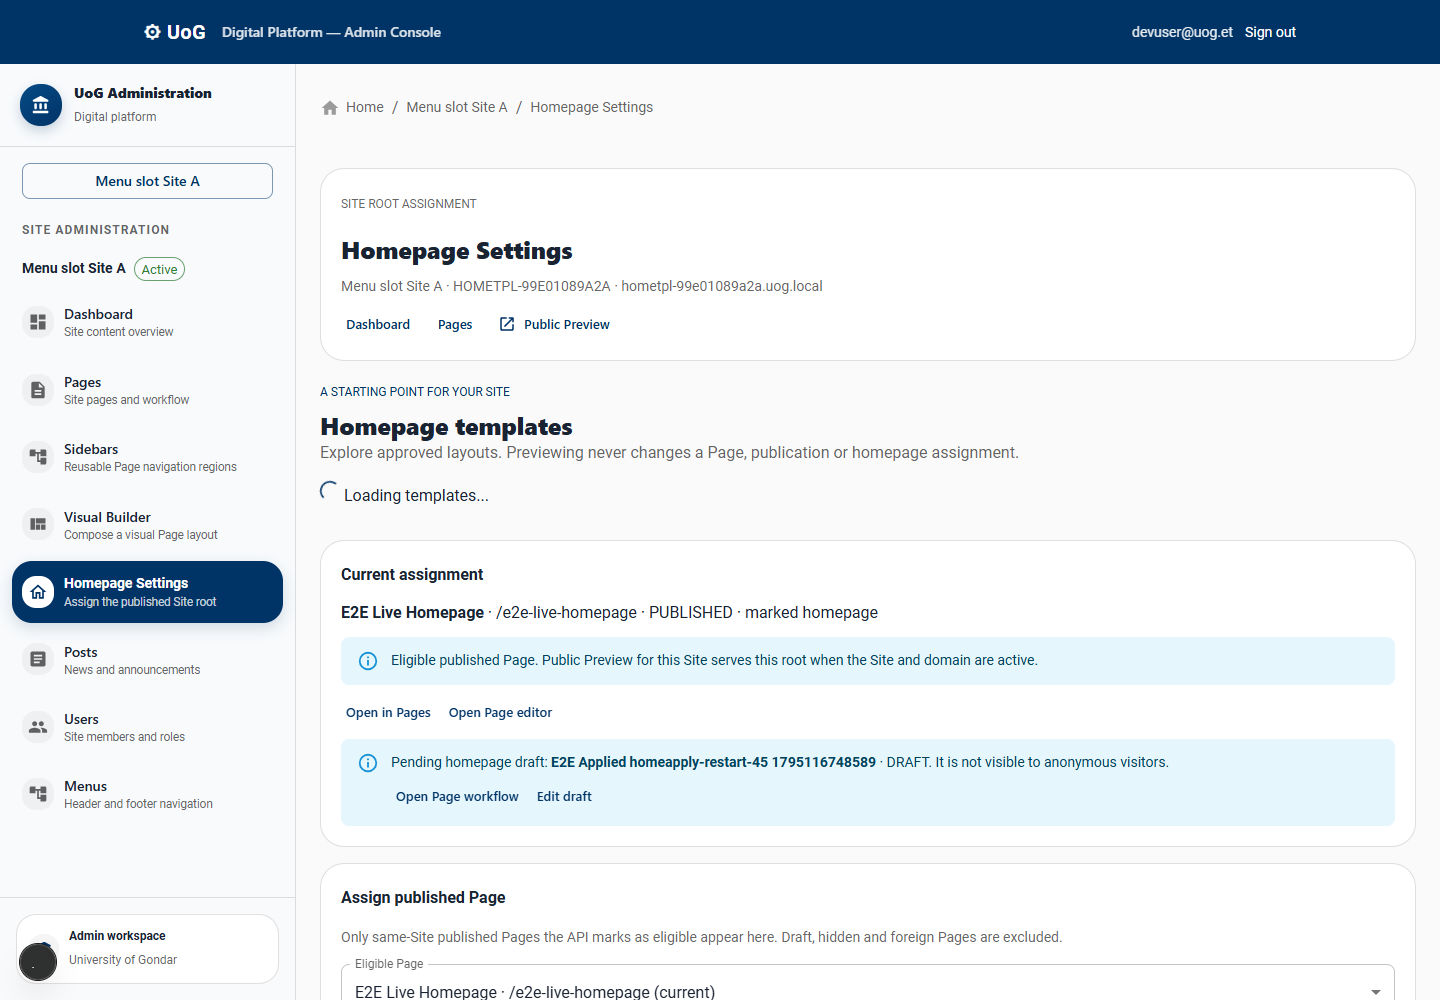 UoG
Digital Platform — Admin Console
devuser@uog.et
Sign out
UoG Administration
Digital platform
Menu slot Site A
SITE ADMINISTRATION
Menu slot Site A
Active
Dashboard
Site content overview
Pages
Site pages and workflow
Sidebars
Reusable Page navigation regions
Visual Builder
Compose a visual Page layout
Homepage Settings
Assign the published Site root
Posts
News and announcements
Users
Site members and roles
Menus
Header and footer navigation
Admin workspace
University of Gondar
Home / Menu slot Site A / Homepage Settings
SITE ROOT ASSIGNMENT
Homepage Settings
Menu slot Site A · HOMETPL-99E01089A2A · hometpl-99e01089a2a.uog.local
Dashboard
Pages
Public Preview
A STARTING POINT FOR YOUR SITE
Homepage templates
Explore approved layouts. Previewing never changes a Page, publication or homepage assignment.
Loading templates...
Current assignment
E2E Live Homepage · /e2e-live-homepage · PUBLISHED · marked homepage
Eligible published Page. Public Preview for this Site serves this root when the Site and domain are active.
Open in Pages
Open Page editor
Pending homepage draft: E2E Applied homeapply-restart-45 1795116748589 · DRAFT. It is not visible to anonymous visitors.
Open Page workflow
Edit draft
Assign published Page
Only same-Site published Pages the API marks as eligible appear here. Draft, hidden and foreign Pages are excluded.
Eligible Page
E2E Live Homepage · /e2e-live-homepage (current)